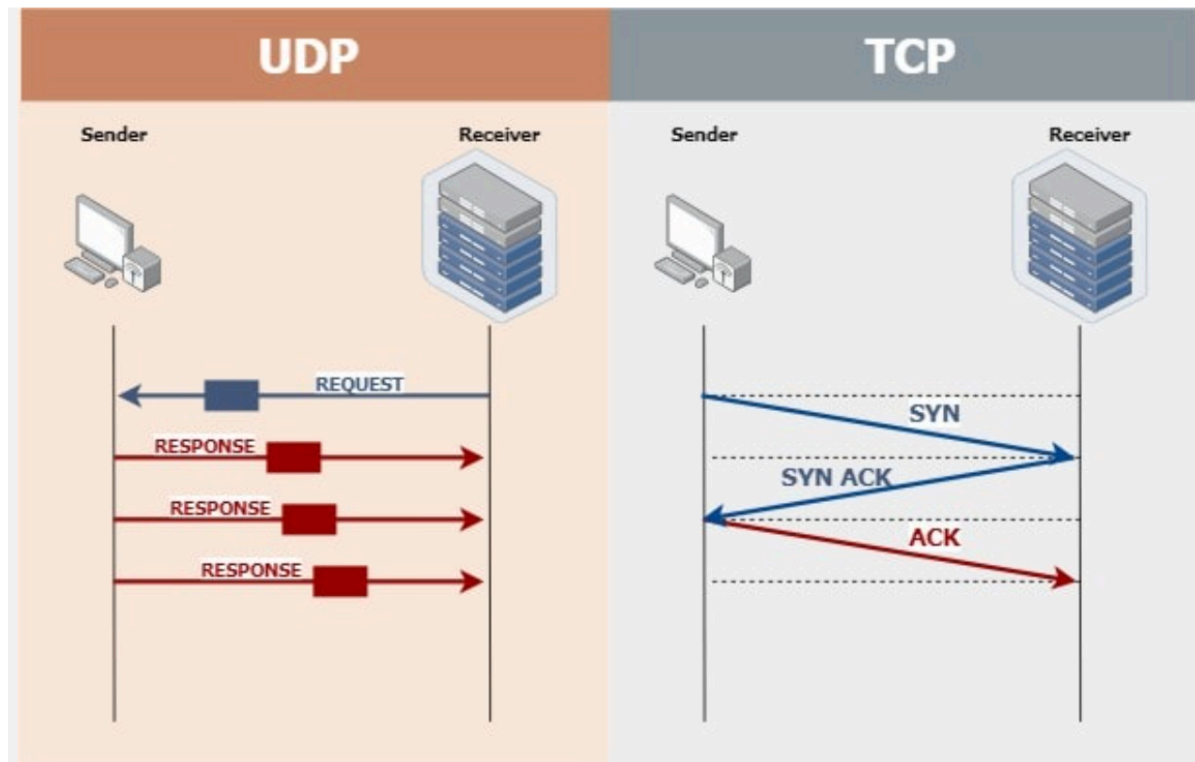 UDP
Sender
Receiver
REQUEST
RESPONSE
RESPONSE
RESPONSE
TCP
Sender
Receiver
SYN
SYN ACK
ACK